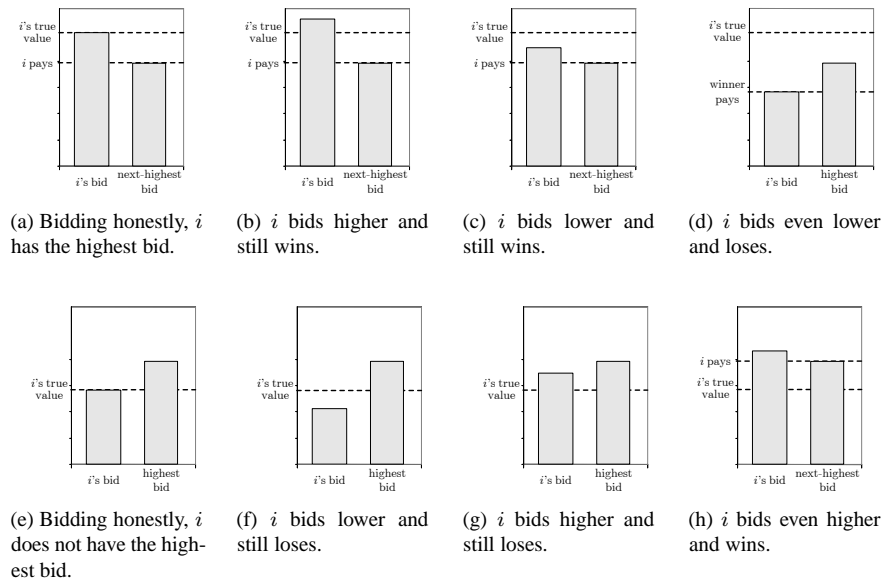 i's true
value
i pays
i's bid
next-highest
bid
(a) Bidding honestly, i
has the highest bid.
i's true
value
i pays
i's bid
next-highest
bid
(b) i bids higher and
still wins.
i's true
value
i pays
i's bid
next-highest
bid
(c) i bids lower and
still wins.
i's true
value
winner
pays
i's bid
highest
bid
(d) i bids even lower
and loses.
i's true
value
i's bid
highest
bid
(e) Bidding honestly, i
does not have the high-
est bid.
i's true
value
i's bid
highest
bid
(f) i bids lower and
still loses.
i's true
value
i's bid
highest
bid
(g) i bids higher and
still loses.
i pays
i's true
value
i's bid
next-highest
bid
(h) i bids even higher
and wins.